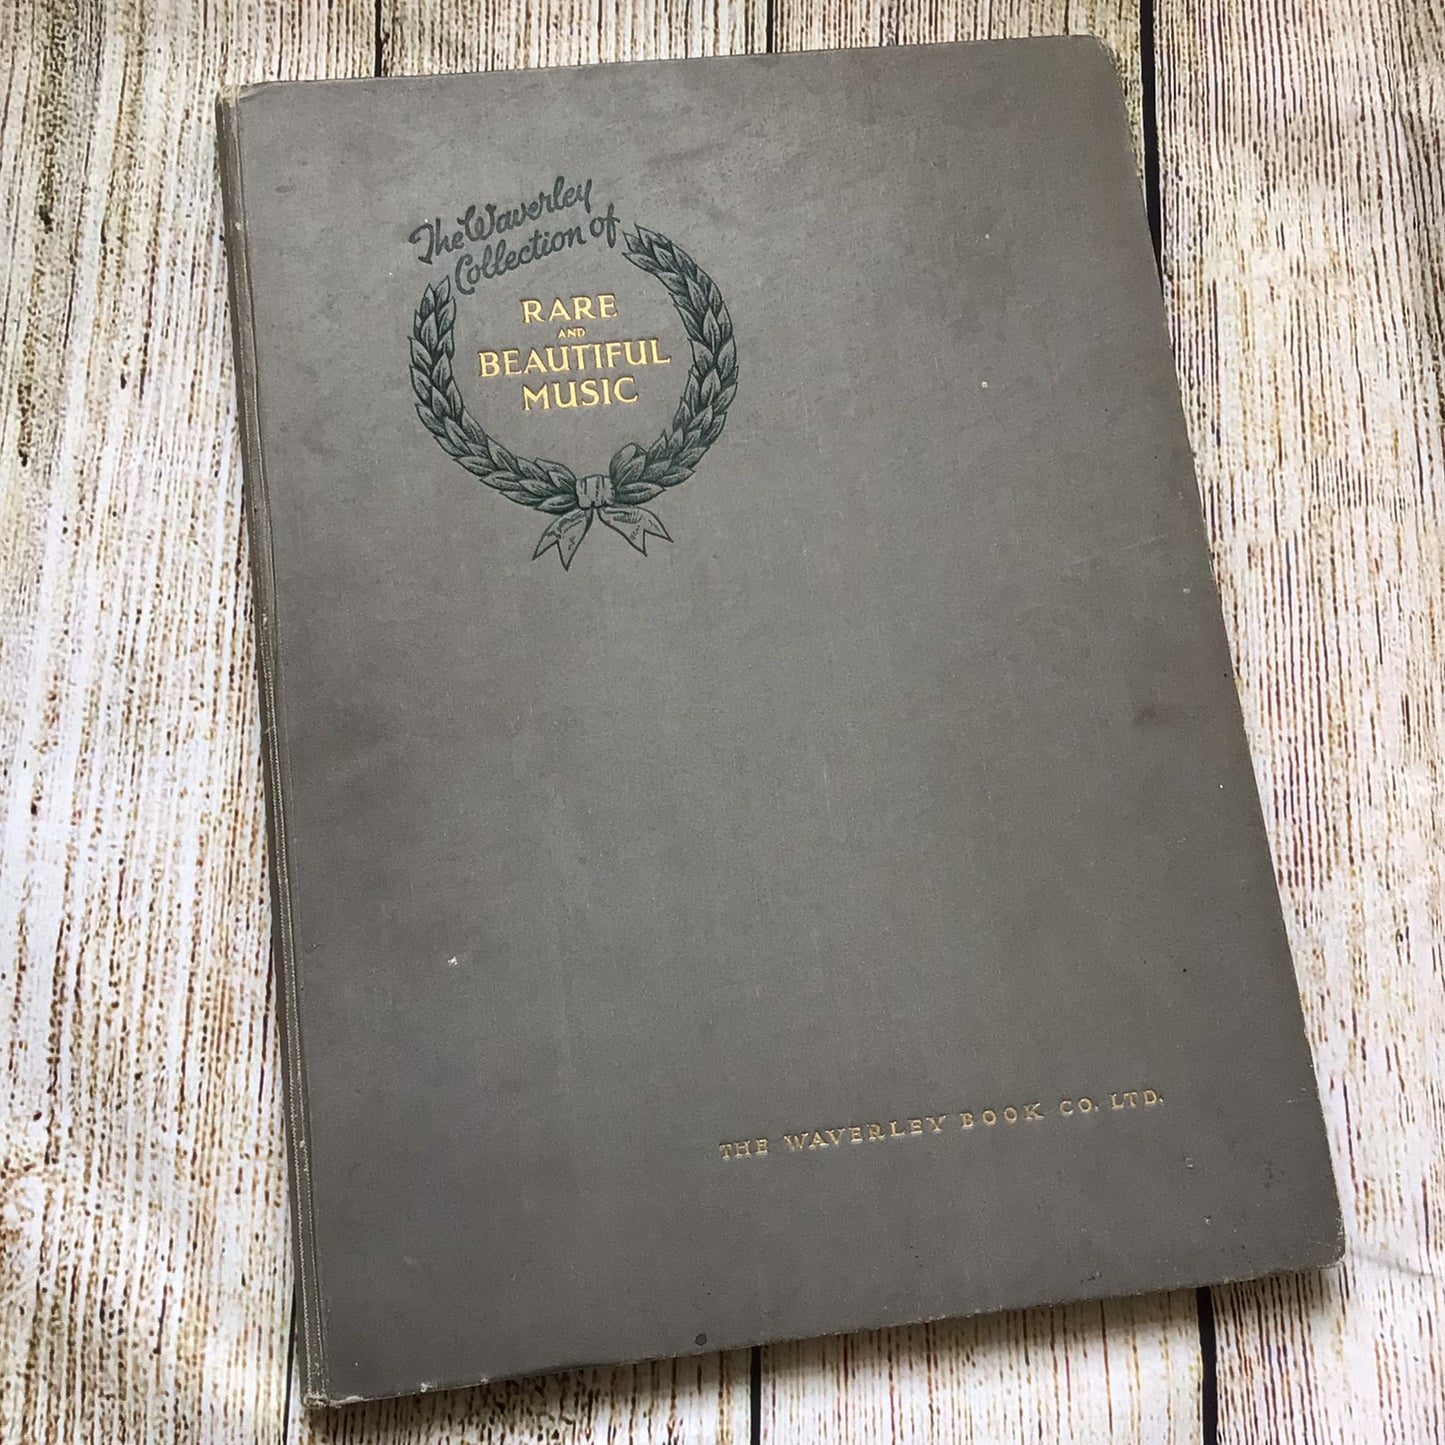 The Waverley
Collection of
RARE
AND
BEAUTIFUL
MUSIC
THE WAVERLEY BOOK CO. LTD.